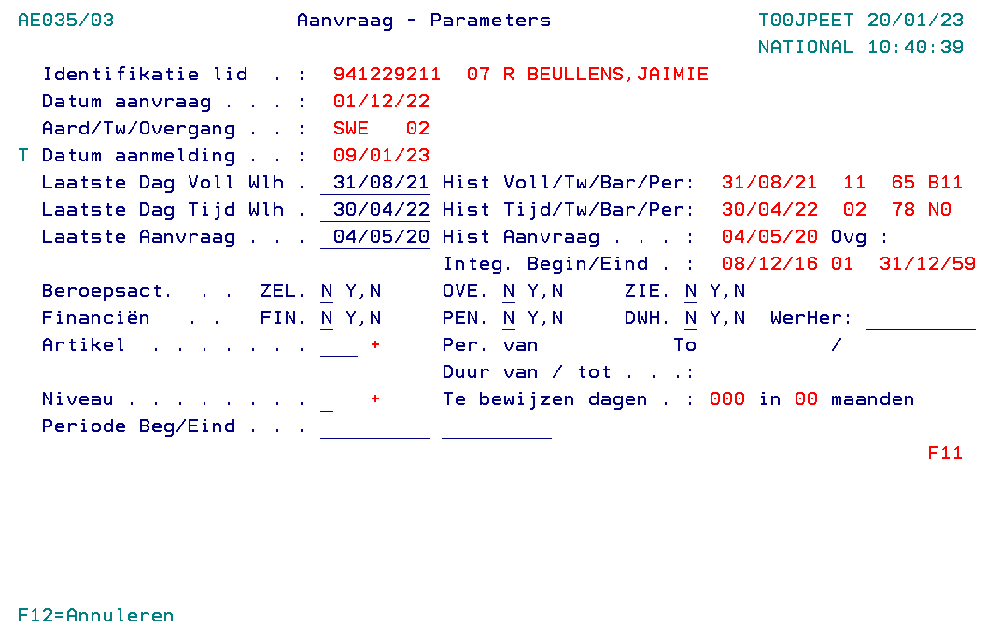 AE035/03 Aanvraag - Parameters T00JPEET 20/01/23
NATIONAL 10:40:39
Identifikatie lid . : 941229211 07 R BEULLENS,JAIMIE
Datum aanvraag . . . : 01/12/22
Aard/Tw/Overgang . . : SWE 02
T Datum aanmelding . . : 09/01/23
Laatste Dag Voll Wlh . 31/08/21 Hist Voll/Tw/Bar/Per: 31/08/21 11 65 B11
Laatste Dag Tijd Wlh . 30/04/22 Hist Tijd/Tw/Bar/Per: 30/04/22 02 78 N0
Laatste Aanvraag . . . 04/05/20 Hist Aanvraag . . . : 04/05/20 Ovg :
Integ. Begin/Eind . : 08/12/16 01 31/12/59
Beroepsact. . . ZEL. N Y,N OVE. N Y,N ZIE. N Y,N
Financiën . . FIN. N Y,N PEN. N Y,N DWH. N Y,N WerHer: _________
Artikel . . . . . . . ___ + Per. van To /
Duur van / tot . . .:
Niveau . . . . . . . . _ + Te bewijzen dagen . : 000 in 00 maanden
Periode Beg/Eind . . . _________ _________
F11
F12=Annuleren